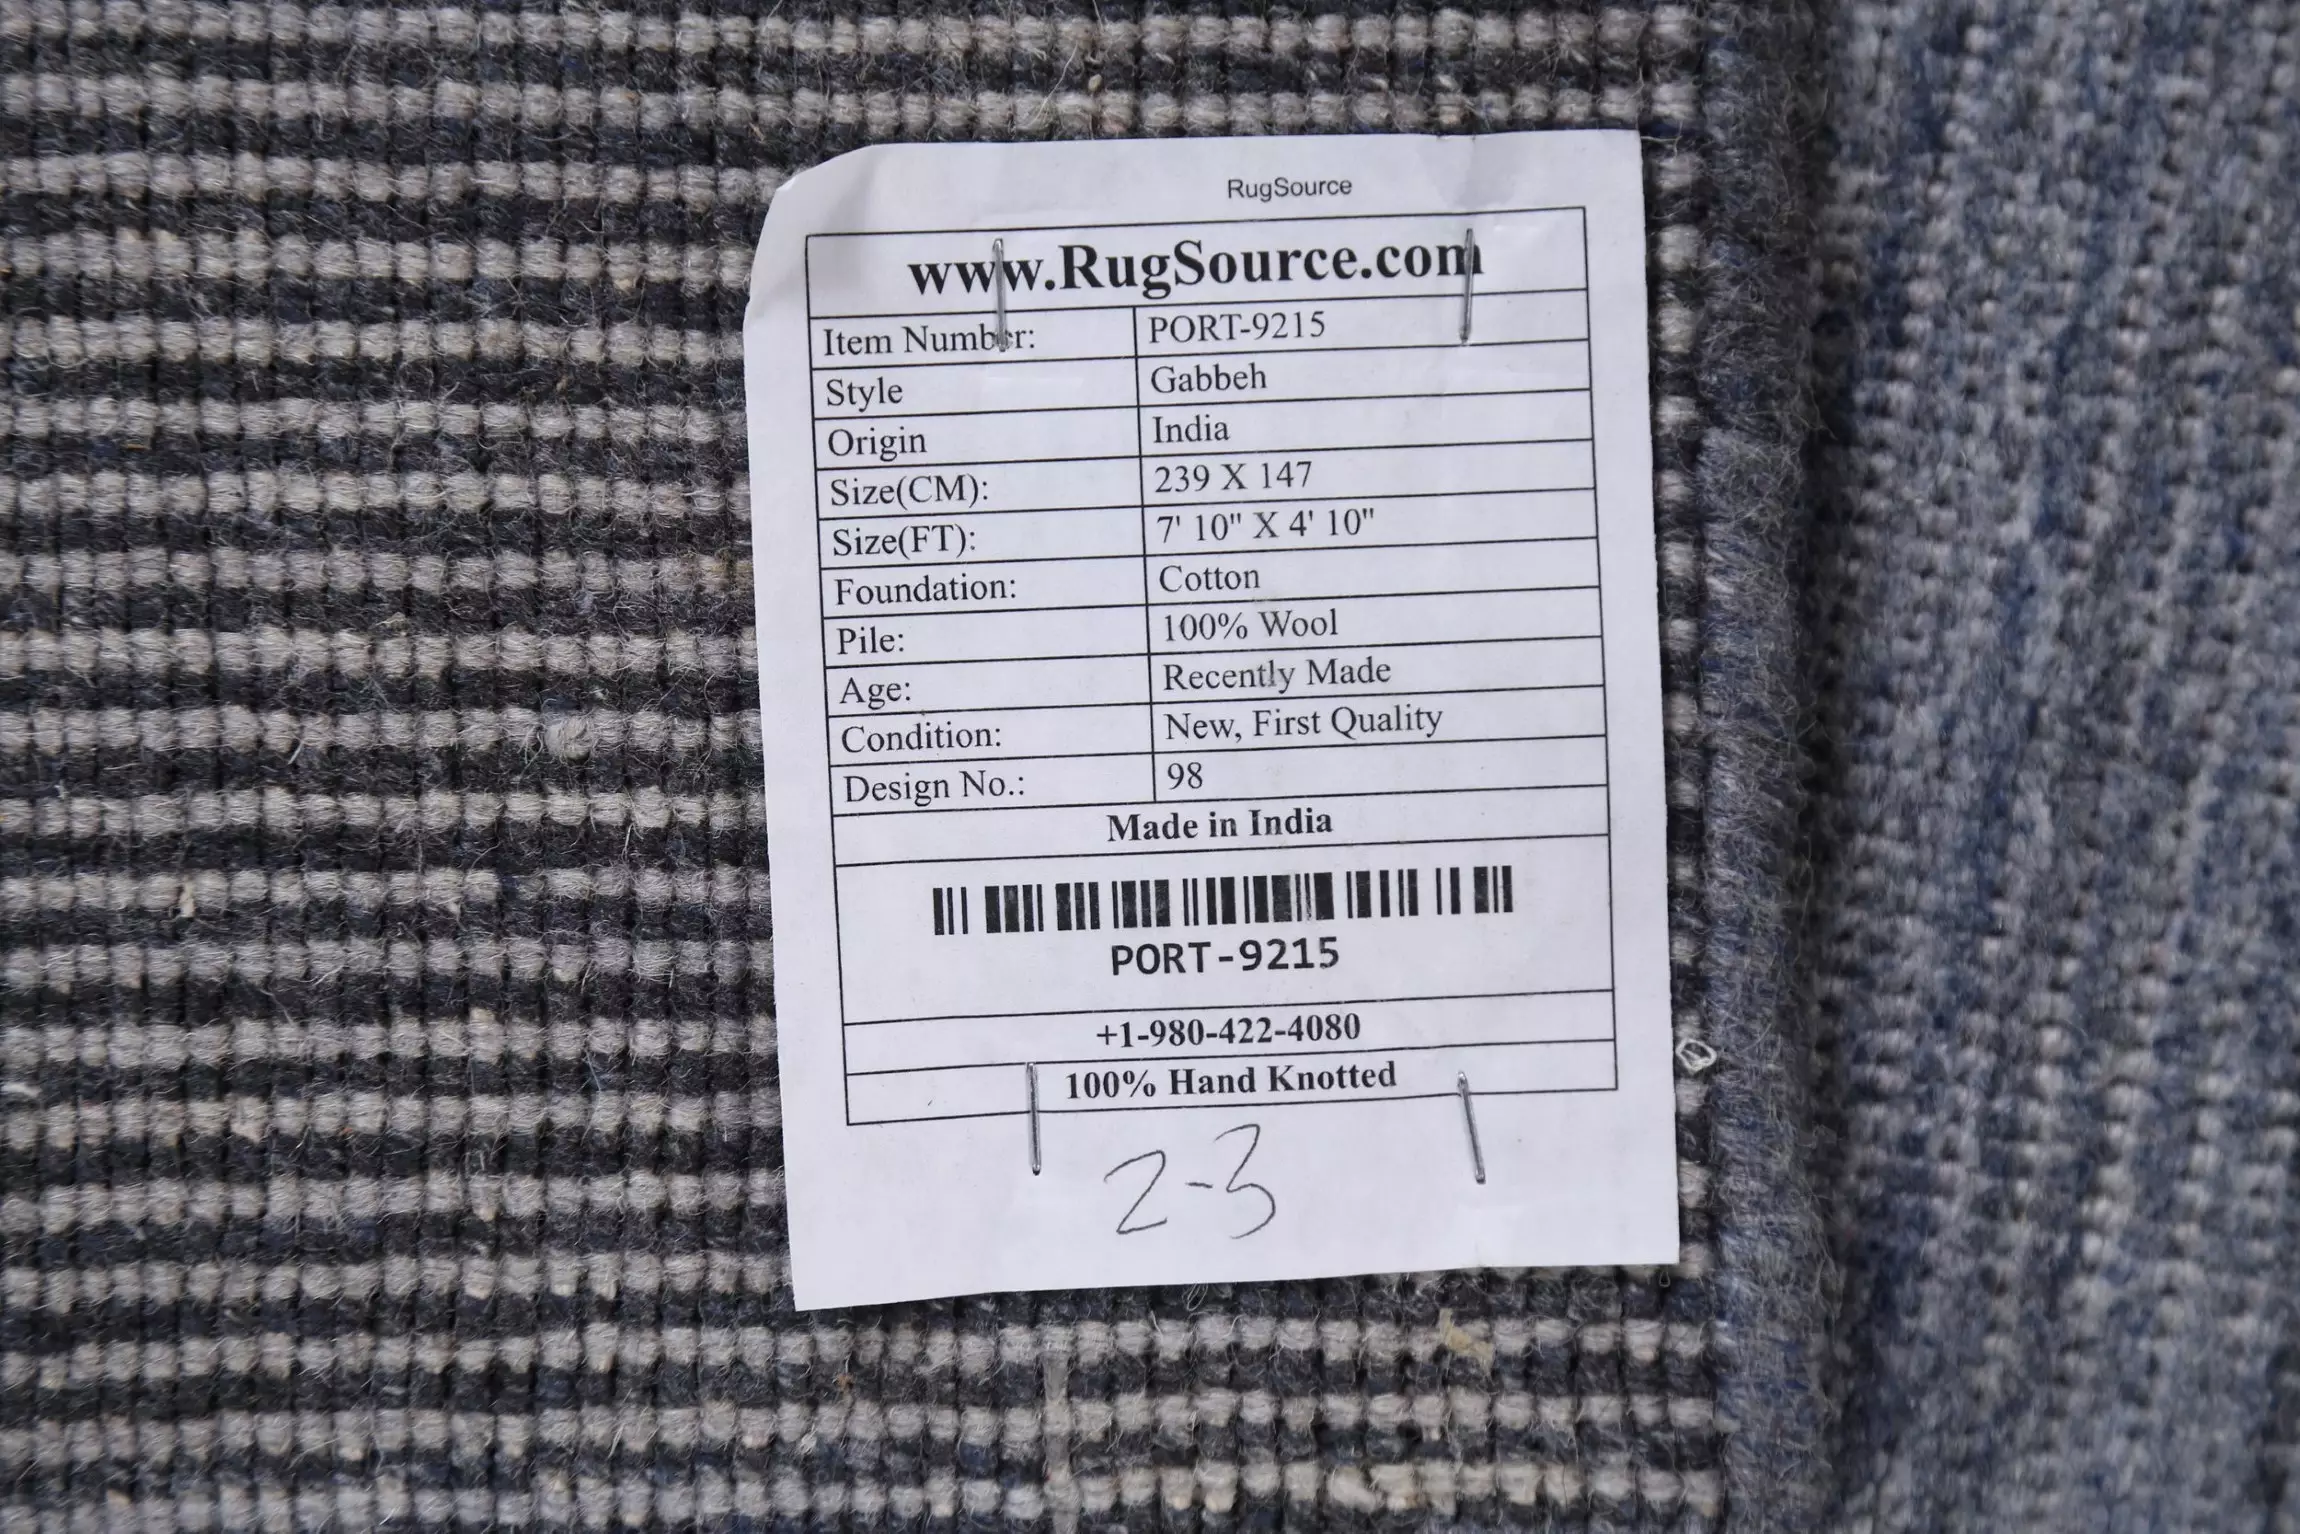 RugSource
www.RugSource.com
Item Number: PORT-9215
Style Gabbeh
Origin India
Size(CM): 239 X 147
Size(FT): 7' 10" X 4' 10"
Foundation: Cotton
Pile: 100% Wool
Age: Recently Made
Condition: New, First Quality
Design No.: 98
Made in India
PORT-9215
+1-980-422-4080
100% Hand Knotted
2-3